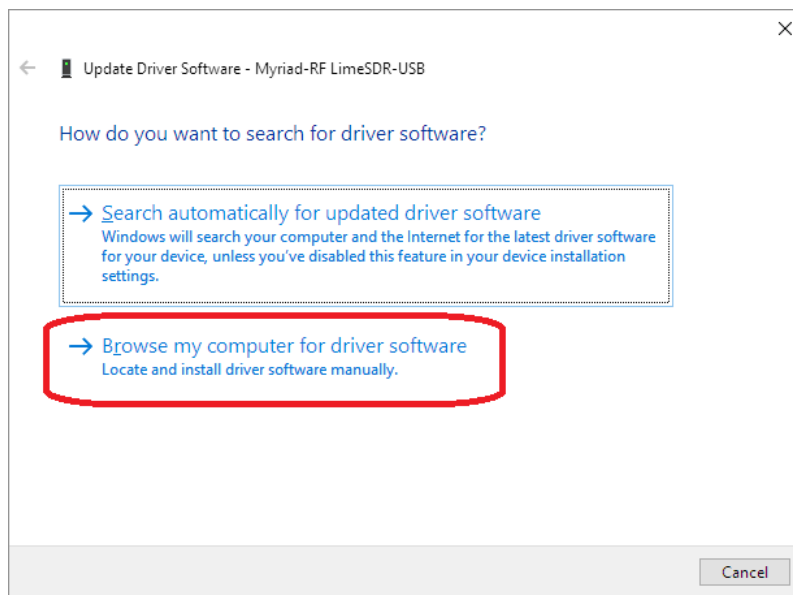 Update Driver Software - Myriad-RF LimeSDR-USB
How do you want to search for driver software?
Search automatically for updated driver software
Windows will search your computer and the Internet for the latest driver software
for your device, unless you've disabled this feature in your device installation
settings.
Browse my computer for driver software
Locate and install driver software manually.
Cancel